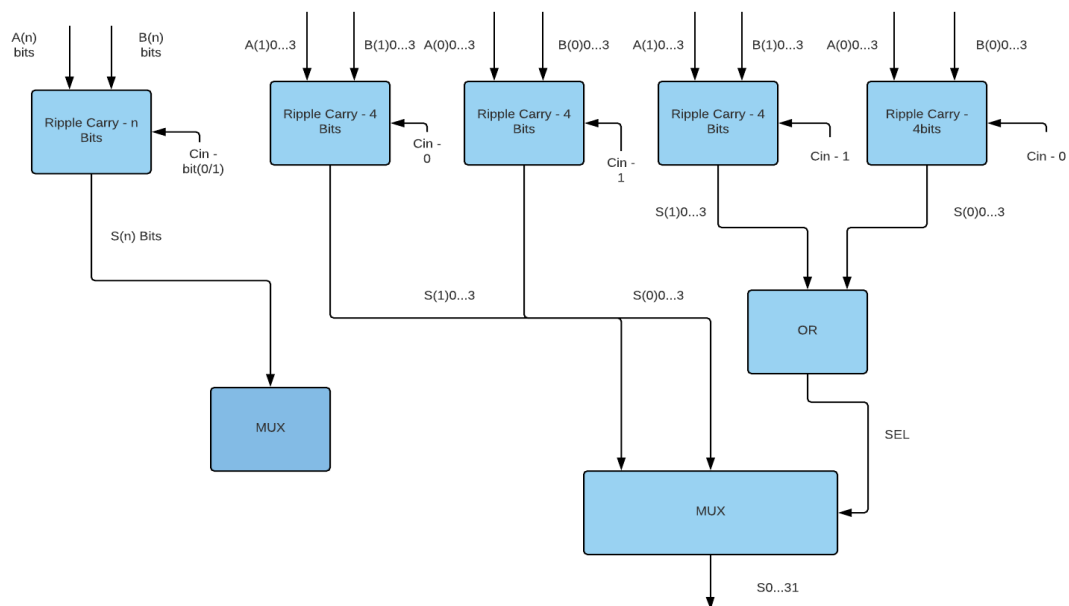 A(n)
bits
B(n)
bits
A(1)0...3
B(1)0...3
A(0)0...3
B(0)0...3
A(1)0...3
B(1)0...3
A(0)0...3
B(0)0...3
Ripple Carry - n
Bits
Ripple Carry - 4
Bits
Ripple Carry - 4
Bits
Ripple Carry - 4
Bits
Ripple Carry -
4bits
Cin -
bit(0/1)
Cin -
0
Cin -
1
Cin - 1
Cin - 0
S(n) Bits
S(1)0...3
S(0)0...3
S(1)0...3
S(0)0...3
OR
MUX
SEL
MUX
S0...31